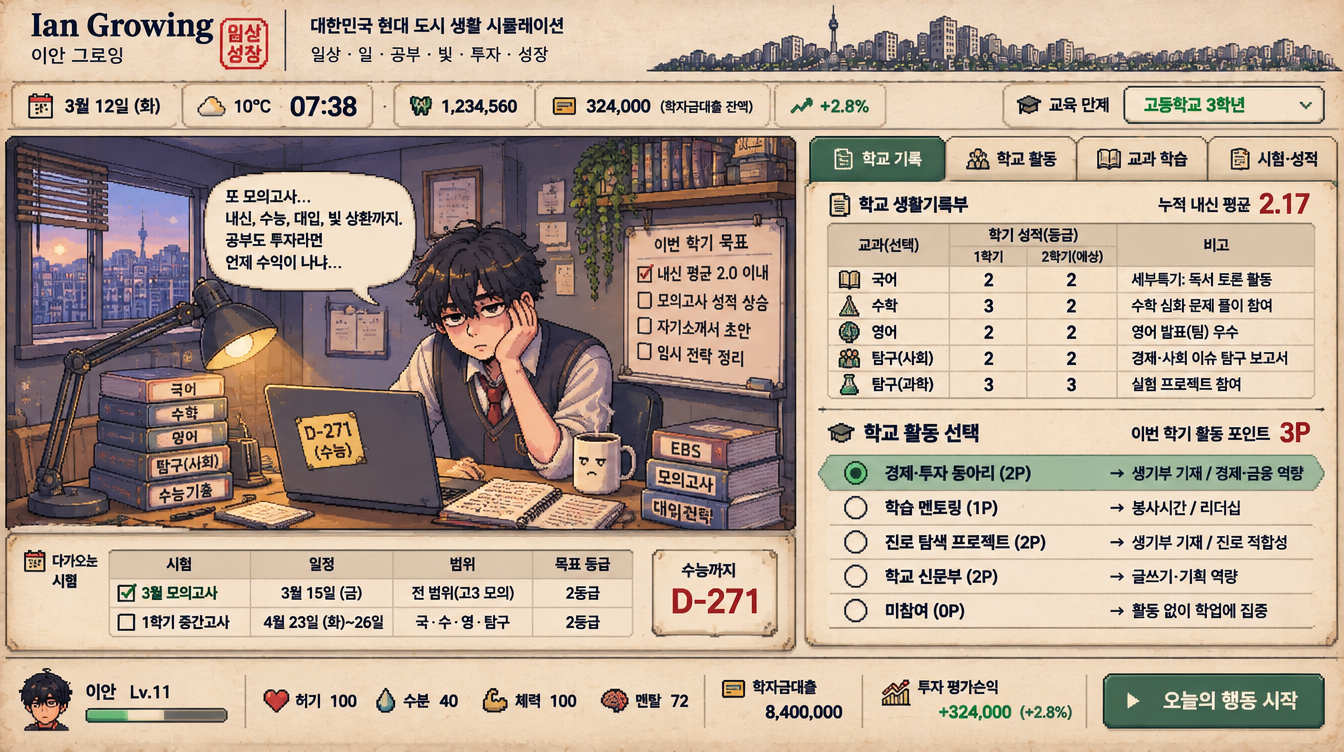 Ian Growing
일상
성장
이안 그로잉
대한민국 현대 도시 생활 시뮬레이션
일상 · 일 · 공부 · 빚 · 투자 · 성장
3월 12일 (화)
10°C 07:38
1,234,560
324,000 (학자금대출 잔액)
+2.8%
교육 만제
고등학교 3학년
또 모의고사...
내신, 수능, 대입, 빚 상환까지.
공부도 투자라면
언제 수익이 나냐...
이번 학기 목표
내신 평균 2.0 이내
모의고사 성적 상승
자기소개서 초안
입시 전략 정리
국어
수학
영어
탐구(사회)
수능기출
D-271
(수능)
EBS
모의고사
대입전략
학교 기록
학교 활동
교과 학습
시험·성적
학교 생활기록부
누적 내신 평균 2.17
교과(선택) 학기 성적(등급) 비고
1학기 2학기(예상)
국어 2 2 세부특기: 독서 토론 활동
수학 3 2 수학 심화 문제 풀이 참여
영어 2 2 영어 발표(팀) 우수
탐구(사회) 2 2 경제·사회 이슈 탐구 보고서
탐구(과학) 3 3 실험 프로젝트 참여
학교 활동 선택
이번 학기 활동 포인트 3P
경제·투자 동아리 (2P) → 생기부 기재 / 경제·금융 역량
학습 멘토링 (1P) → 봉사시간 / 리더십
진로 탐색 프로젝트 (2P) → 생기부 기재 / 진로 적합성
학교 신문부 (2P) → 글쓰기·기획 역량
미참여 (0P) → 활동 없이 학업에 집중
다가오는
시험
시험 일정 범위 목표 등급
3월 모의고사 3월 15일 (금) 전 범위(고3 모의) 2등급
1학기 중간고사 4월 23일 (화)~26일 국·수·영·탐구 2등급
수능까지
D-271
이안 Lv.11
허기 100
수분 40
체력 100
멘탈 72
학자금대출
8,400,000
투자 평가손익
+324,000 (+2.8%)
오늘의 행동 시작